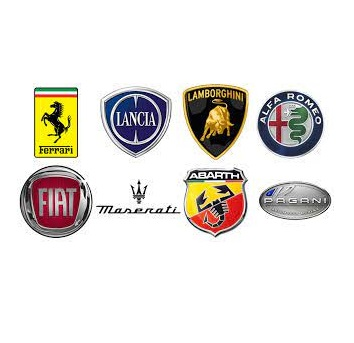 Ferrari
LANCIA
LAMBORGHINI
ALFA ROMEO
FIAT
Maserati
ABARTH
PAGANI